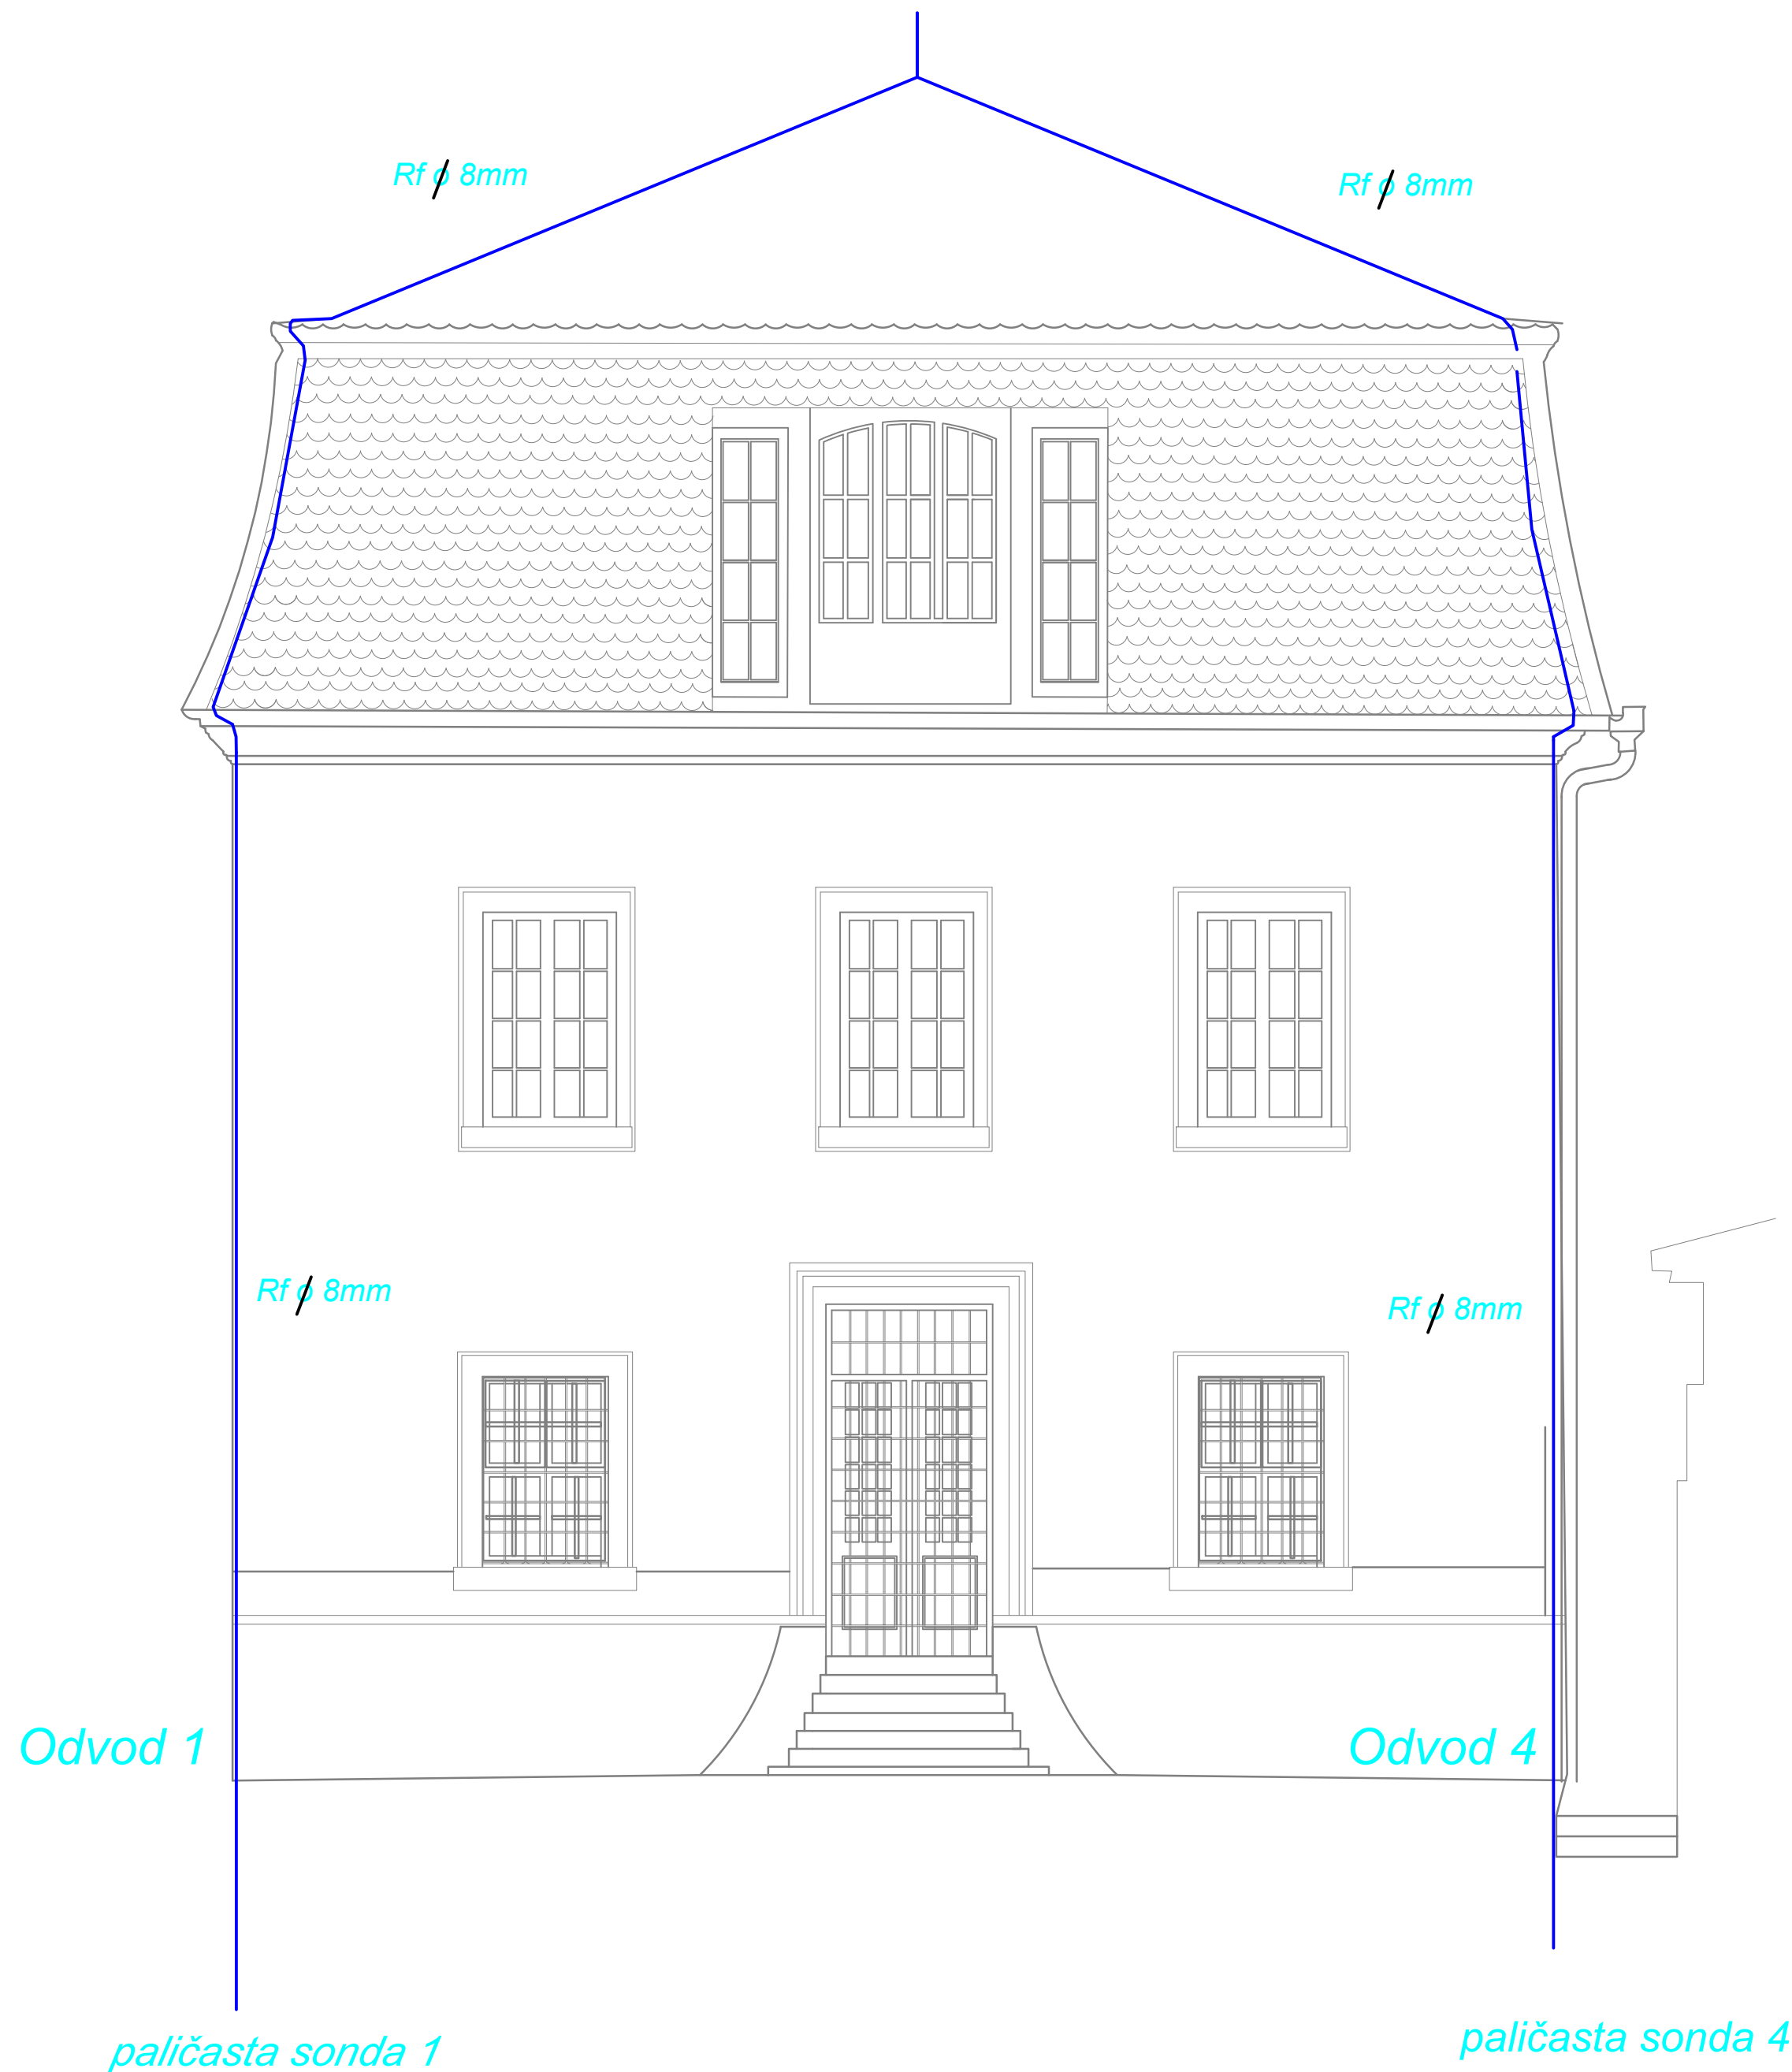 Rf ϕ 8mm
Rf ϕ 8mm
Rf ϕ 8mm
Rf ϕ 8mm
Odvod 1
Odvod 4
paličasta sonda 1
paličasta sonda 4